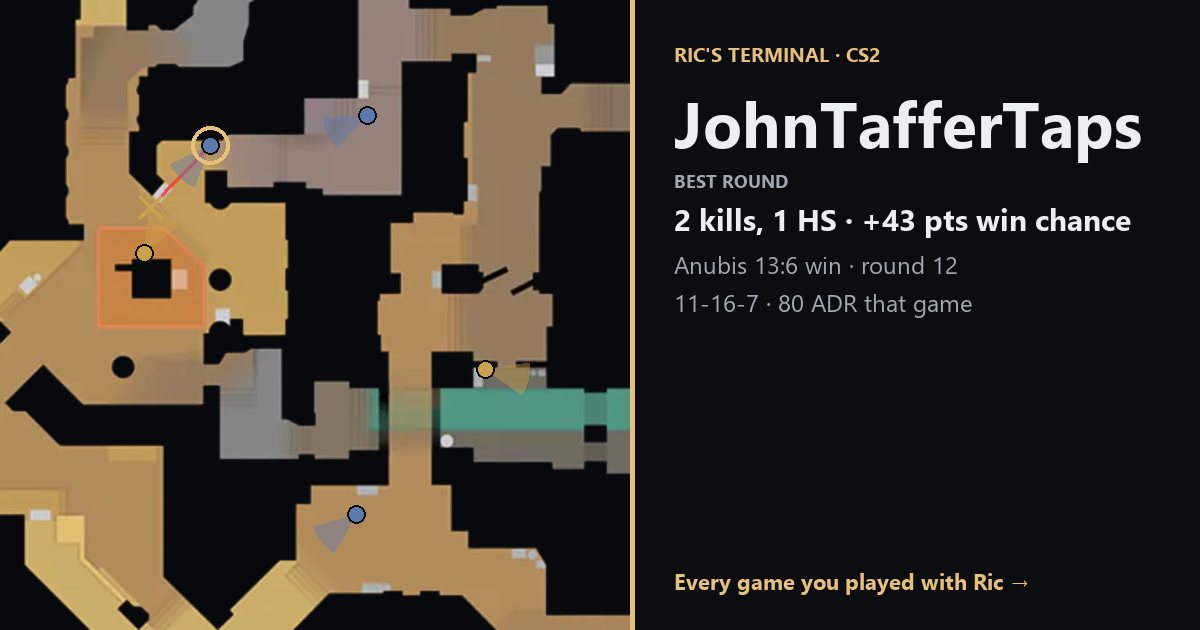 RIC'S TERMINAL · CS2
JohnTafferTaps
BEST ROUND
2 kills, 1 HS · +43 pts win chance
Anubis 13:6 win · round 12
11-16-7 · 80 ADR that game
Every game you played with Ric →